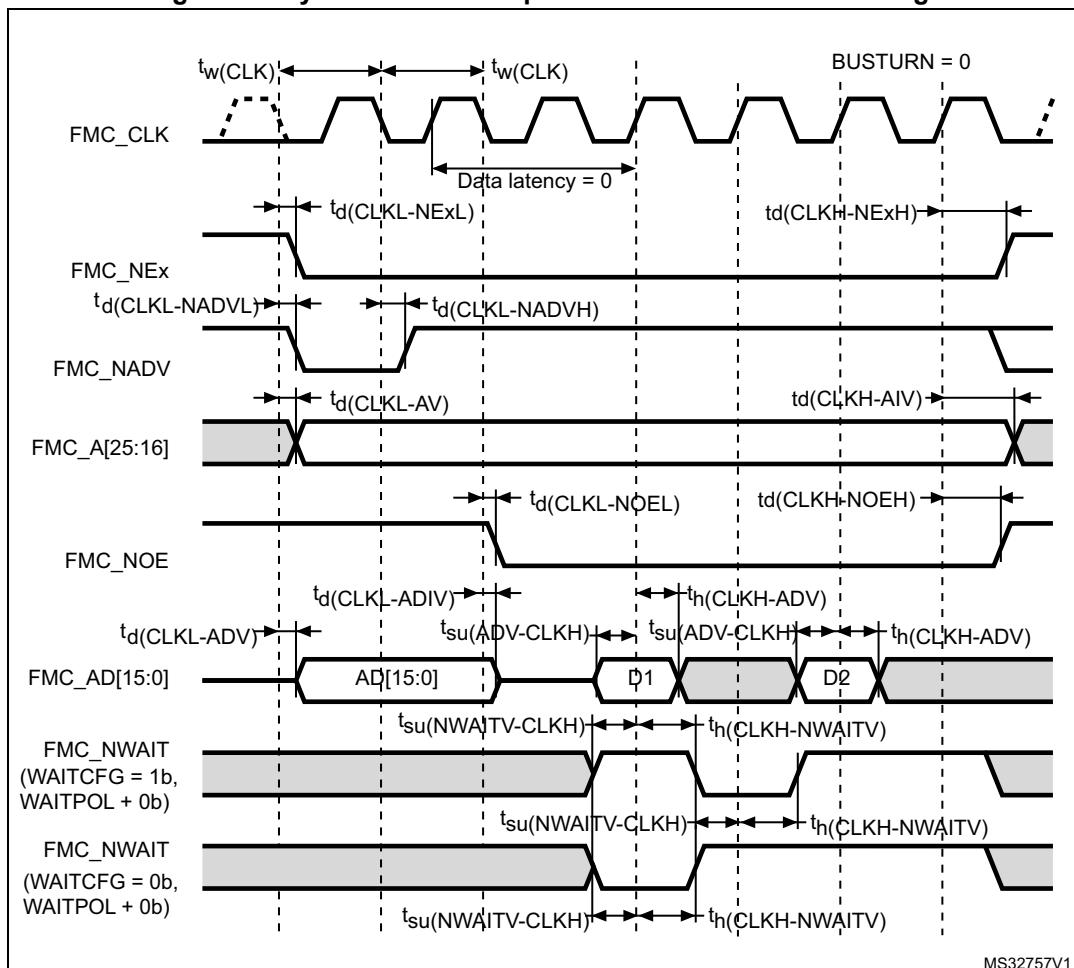 tw(CLK) tw(CLK) BUSTURN = 0
FMC_CLK
Data latency = 0
td(CLKL-NExL) td(CLKH-NExH)
FMC_NEx
td(CLKL-NADVL) td(CLKL-NADVH)
FMC_NADV
td(CLKL-AV) td(CLKH-AIV)
FMC_A[25:16]
td(CLKL-NOEL) td(CLKH-NOEH)
FMC_NOE
td(CLKL-ADIV) th(CLKH-ADV)
td(CLKL-ADV) tsu(ADV-CLKH) tsu(ADV-CLKH) th(CLKH-ADV)
FMC_AD[15:0] AD[15:0] D1 D2
tsu(NWAITV-CLKH) th(CLKH-NWAITV)
FMC_NWAIT
(WAITCFG = 1b,
WAITPOL + 0b)
tsu(NWAITV-CLKH) th(CLKH-NWAITV)
FMC_NWAIT
(WAITCFG = 0b,
WAITPOL + 0b)
tsu(NWAITV-CLKH) th(CLKH-NWAITV)
MS32757V1